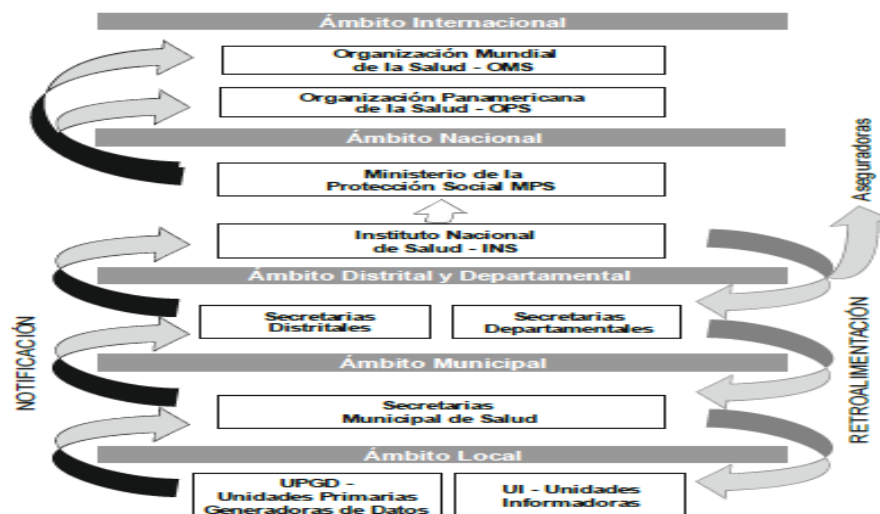 Ámbito Internacional
Organización Mundial
de la Salud - OMS
Organización Panamericana
de la Salud - OPS
Ámbito Nacional
Ministerio de la
Protección Social MPS
Instituto Nacional
de Salud - INS
Ámbito Distrital y Departamental
Secretarias
Distritales
Secretarias
Departamentales
Ámbito Municipal
Secretarias
Municipal de Salud
Ámbito Local
UPGD -
Unidades Primarias
Generadoras de Datos
UI - Unidades
Informadoras
NOTIFICACIÓN
Aseguradoras
RETROALIMENTACIÓN